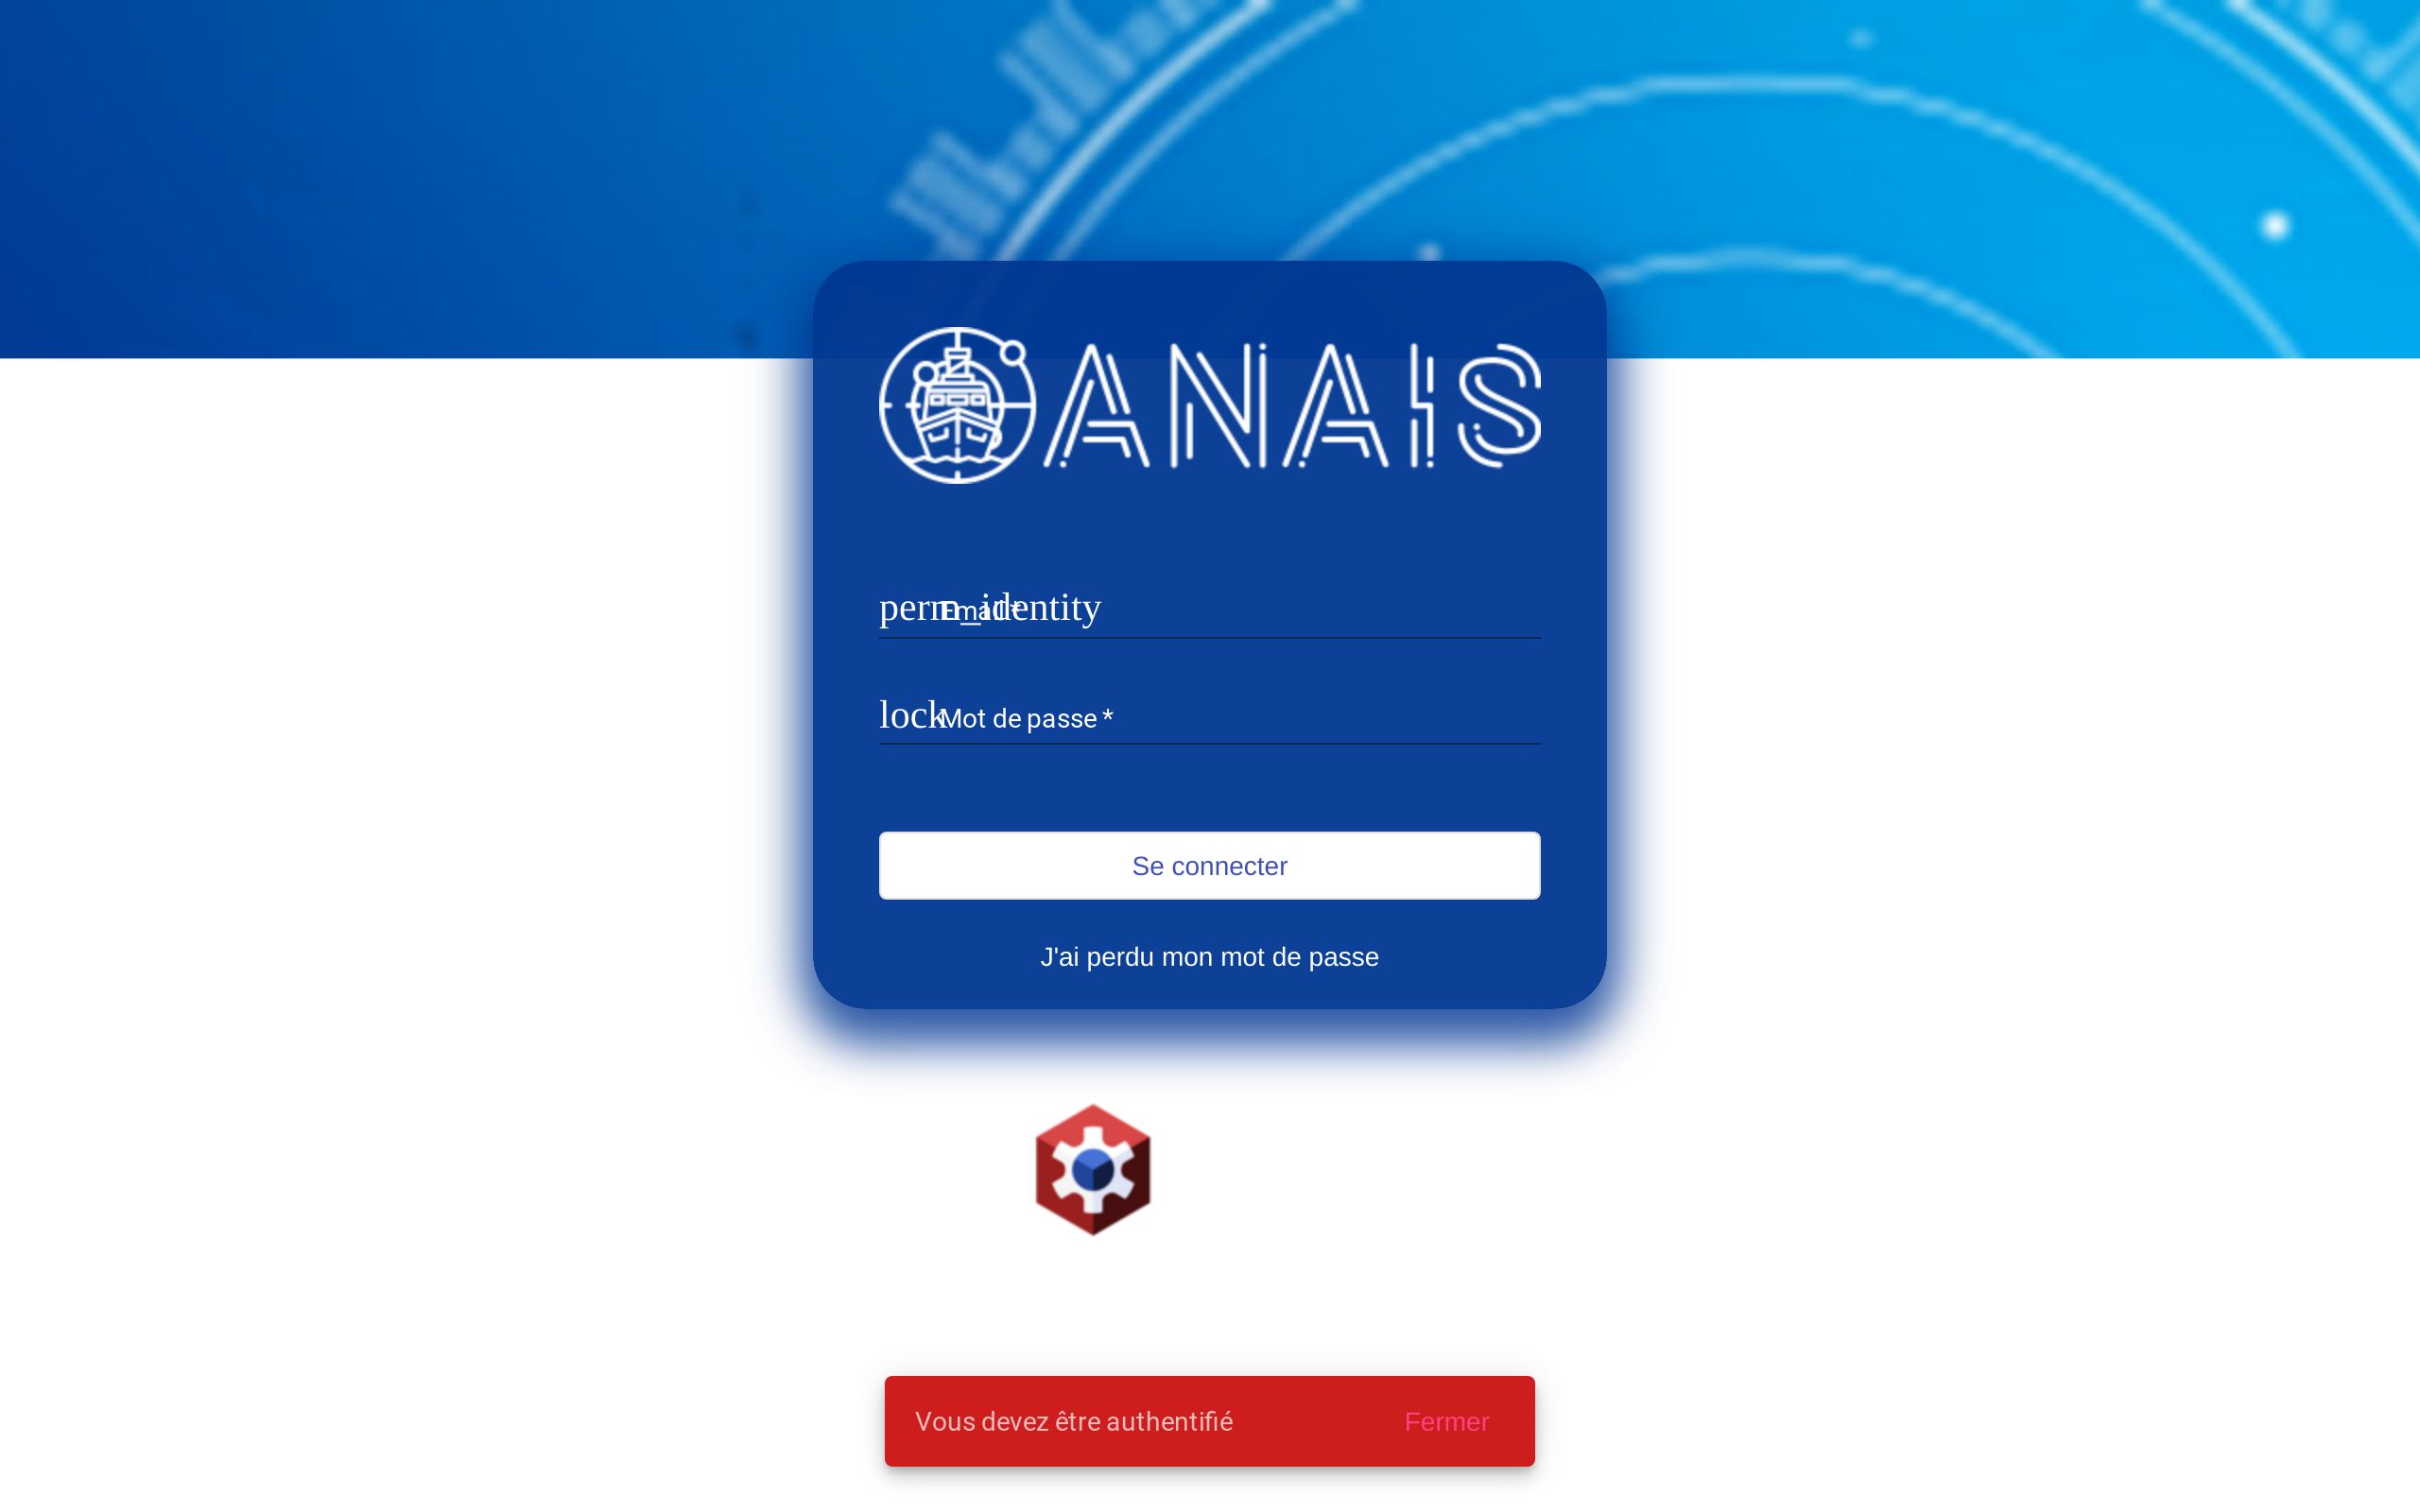 ANAIS
perm_identity
Email *
lock
Mot de passe *
Se connecter
J'ai perdu mon mot de passe
Vous devez être authentifié
Fermer